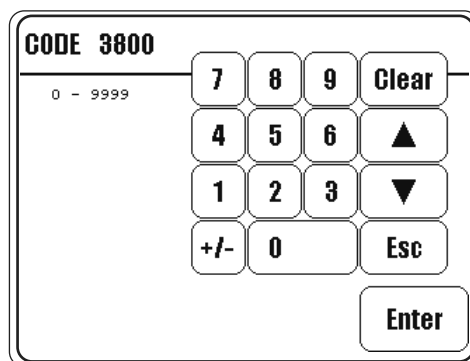 CODE 3800
0 - 9999
7 8 9 Clear
4 5 6 ▲
1 2 3 ▼
+/- 0 Esc
Enter